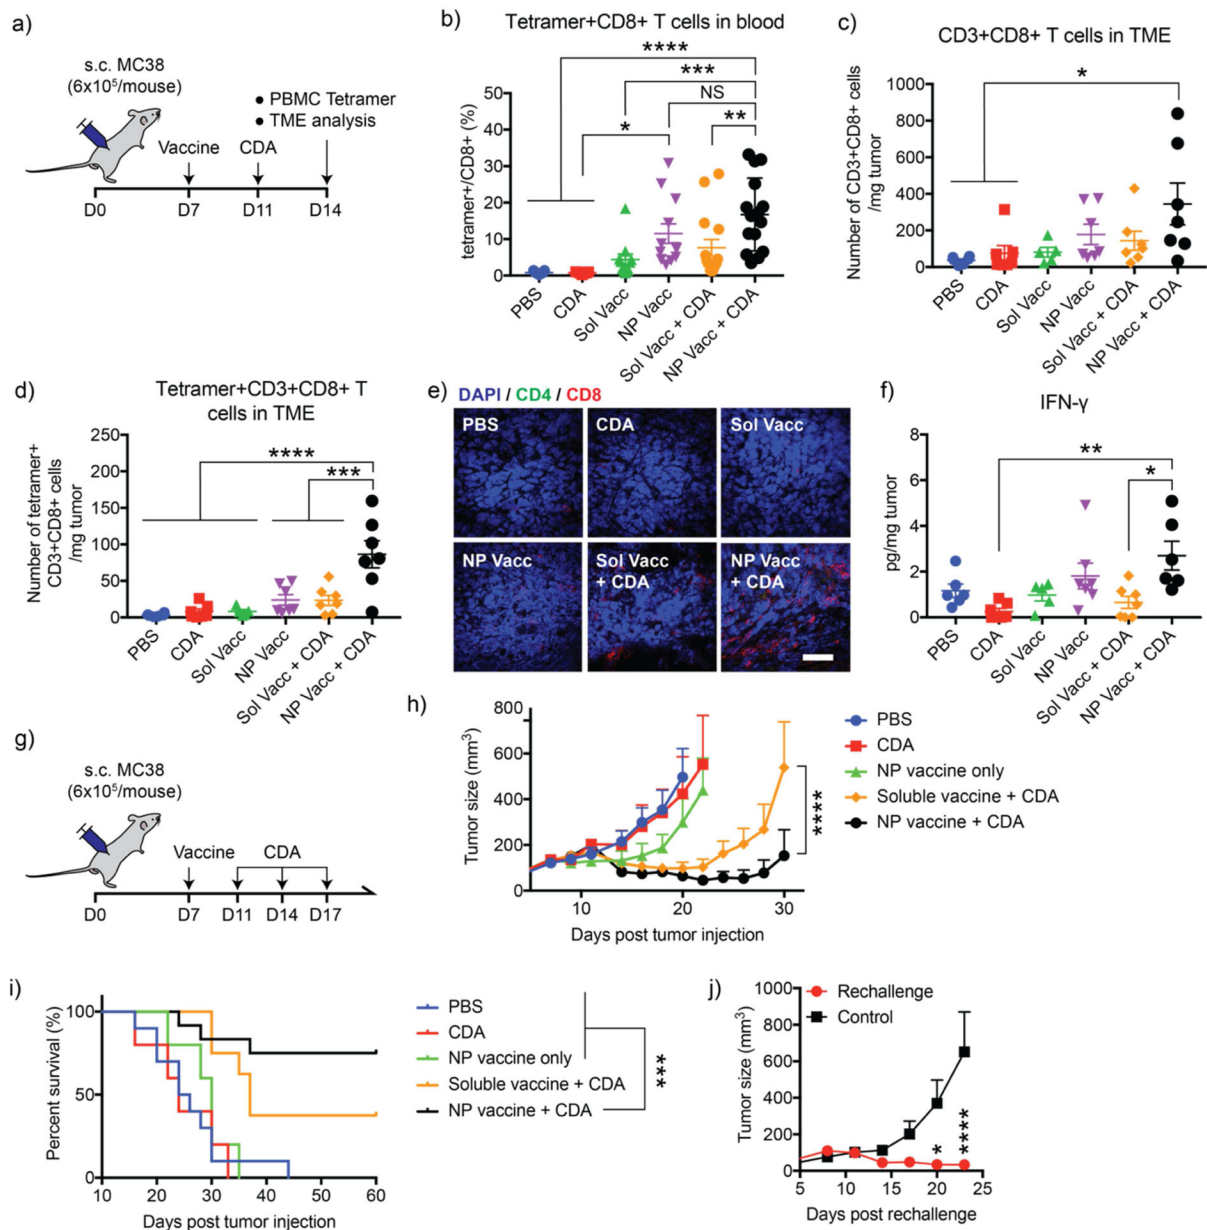 a)
s.c. MC38
(6x10⁵/mouse)
● PBMC Tetramer
● TME analysis
Vaccine
CDA
D0
D7
D11
D14
b)
Tetramer+CD8+ T cells in blood
tetramer+/CD8+ (%)
50
40
30
20
10
0
****
***
NS
*
**
PBS
CDA
Sol Vacc
NP Vacc
Sol Vacc + CDA
NP Vacc + CDA
c)
CD3+CD8+ T cells in TME
Number of CD3+CD8+ cells
/mg tumor
1000
800
600
400
200
0
*
PBS
CDA
Sol Vacc
NP Vacc
Sol Vacc + CDA
NP Vacc + CDA
d)
Tetramer+CD3+CD8+ T
cells in TME
Number of tetramer+
CD3+CD8+ cells
/mg tumor
250
200
150
100
50
0
****
***
PBS
CDA
Sol Vacc
NP Vacc
Sol Vacc + CDA
NP Vacc + CDA
e)
DAPI / CD4 / CD8
PBS
CDA
Sol Vacc
NP Vacc
Sol Vacc
+ CDA
NP Vacc
+ CDA
f)
IFN-γ
pg/mg tumor
8
6
4
2
0
**
*
PBS
CDA
Sol Vacc
NP Vacc
Sol Vacc + CDA
NP Vacc + CDA
g)
s.c. MC38
(6x10⁵/mouse)
Vaccine
CDA
D0
D7
D11
D14
D17
h)
Tumor size (mm³)
800
600
400
200
0
10
20
30
Days post tumor injection
PBS
CDA
NP vaccine only
Soluble vaccine + CDA
NP vaccine + CDA
****
i)
Percent survival (%)
100
50
0
10
20
30
40
50
60
Days post tumor injection
PBS
CDA
NP vaccine only
Soluble vaccine + CDA
NP vaccine + CDA
***
j)
Tumor size (mm³)
1000
800
600
400
200
0
Rechallenge
Control
*
****
5
10
15
20
25
Days post rechallenge